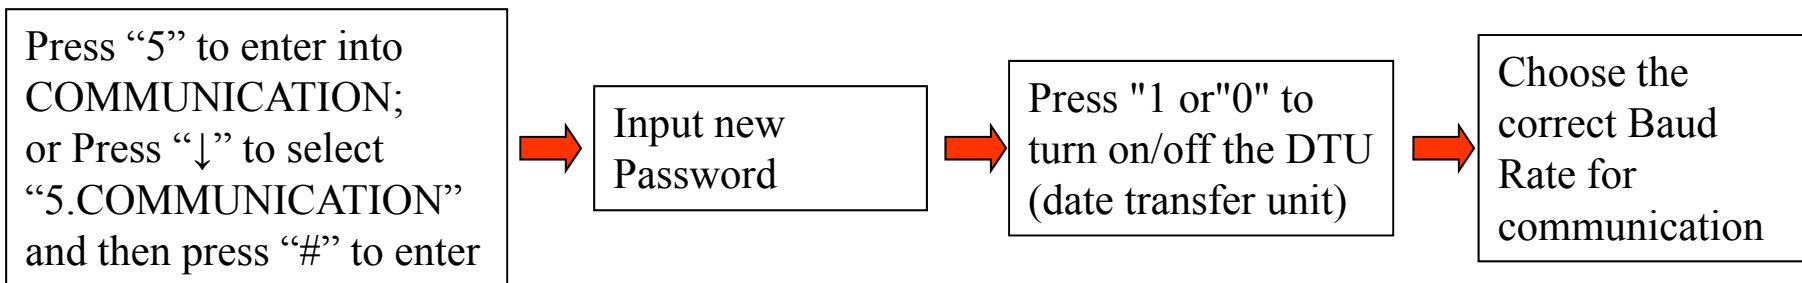 Press “5” to enter into
COMMUNICATION;
or Press “↓” to select
“5.COMMUNICATION”
and then press “#” to enter
Input new
Password
Press "1 or"0" to
turn on/off the DTU
(date transfer unit)
Choose the
correct Baud
Rate for
communication